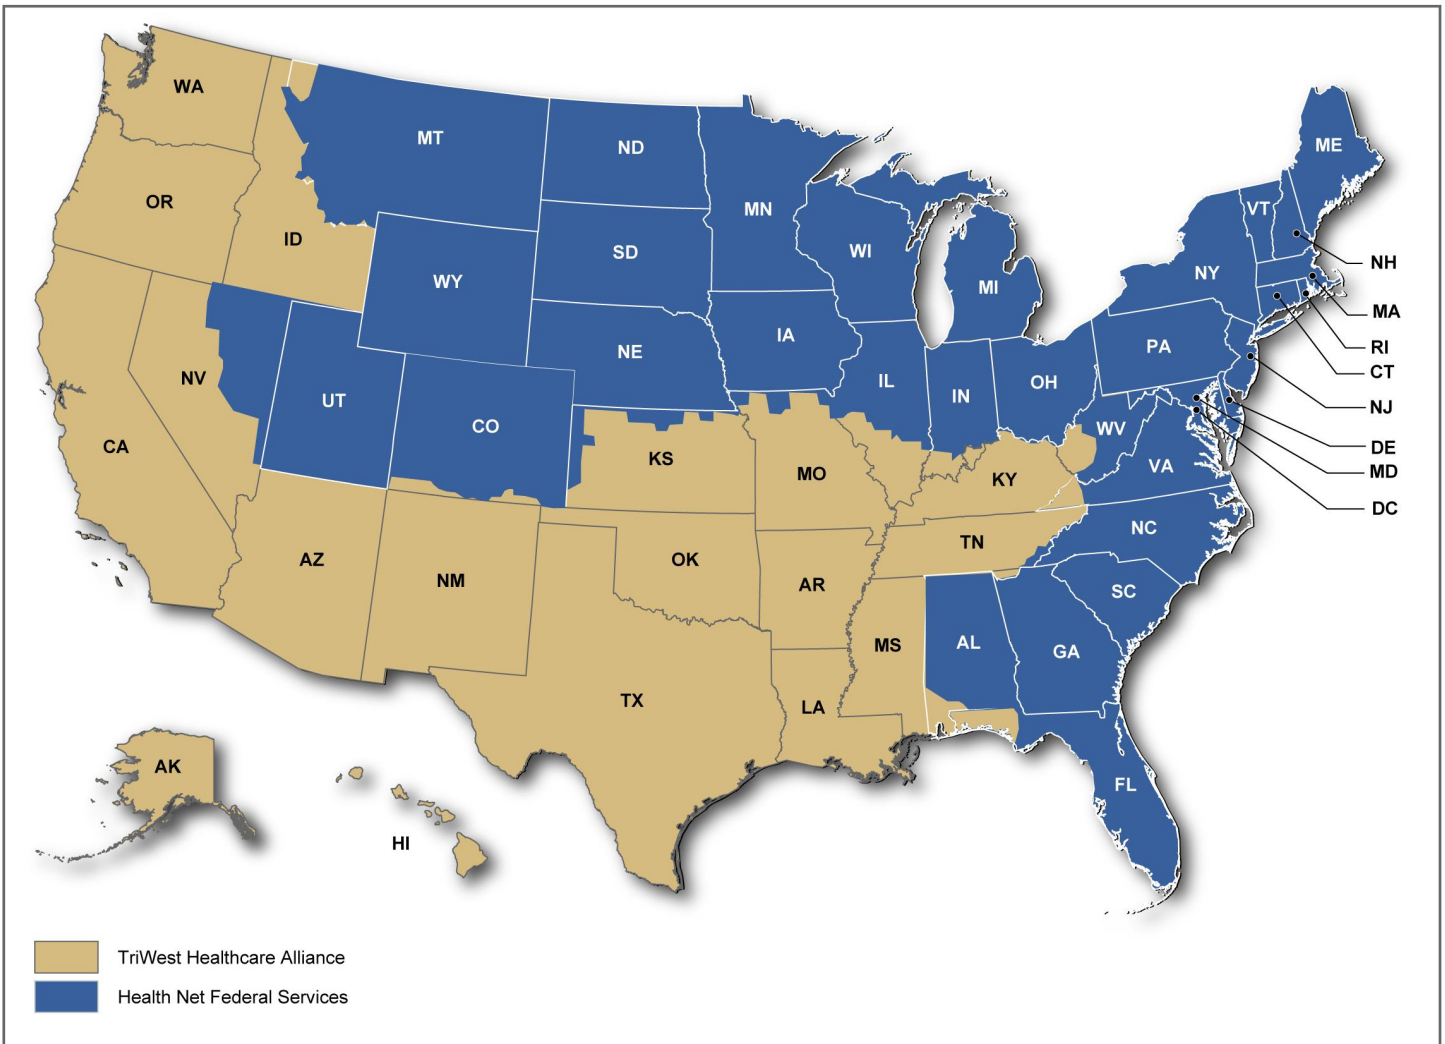 WA
MT
ND
ME
OR
MN
VT
ID
SD
WI
NH
WY
NY
MI
MA
IA
RI
NE
PA
CT
NV
UT
IL
IN
OH
NJ
CO
WV
CA
DE
KS
VA
MD
MO
KY
DC
NC
TN
AZ
OK
NM
AR
SC
MS
AL
GA
TX
LA
AK
FL
HI
TriWest Healthcare Alliance
Health Net Federal Services